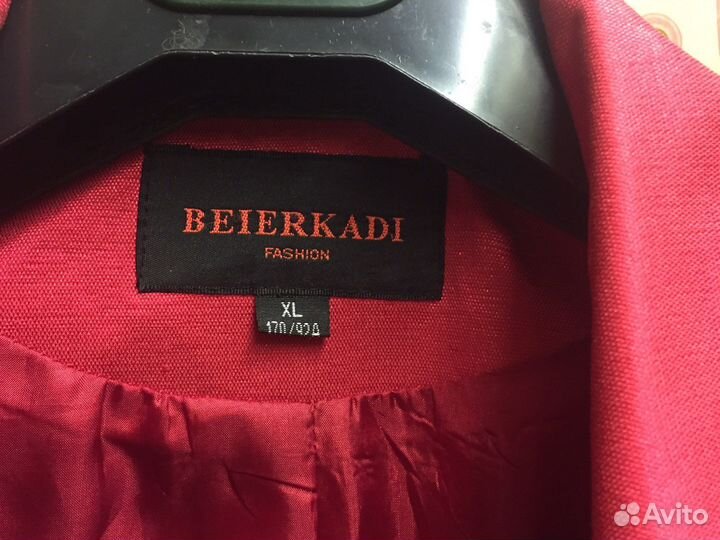 BEIERKADI
FASHION
XL
170/92A
Avito